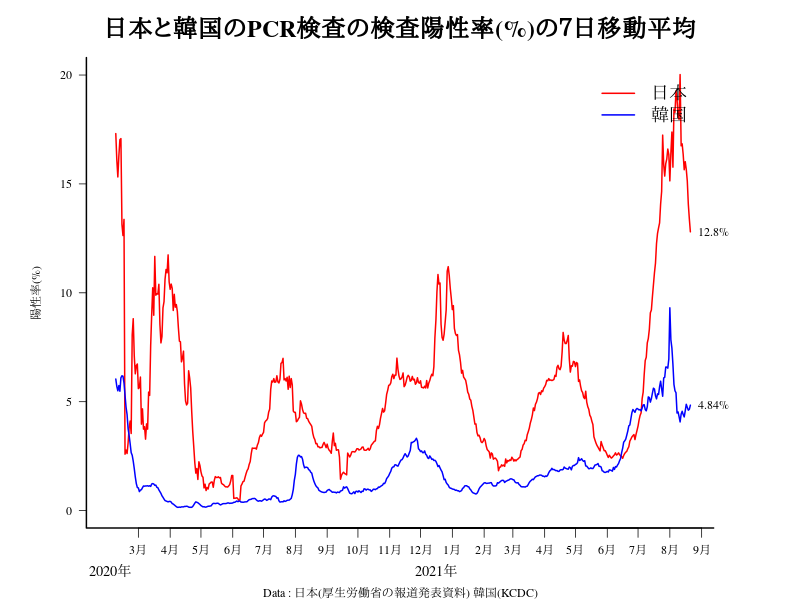 日本と韓国のPCR検査の検査陽性率(%)の7日移動平均
陽性率(%)
20
15
10
5
0
日本
韓国
12.8%
4.84%
3月 4月 5月 6月 7月 8月 9月 10月 11月 12月 1月 2月 3月 4月 5月 6月 7月 8月 9月
2020年 2021年
Data : 日本(厚生労働省の報道発表資料) 韓国(KCDC)